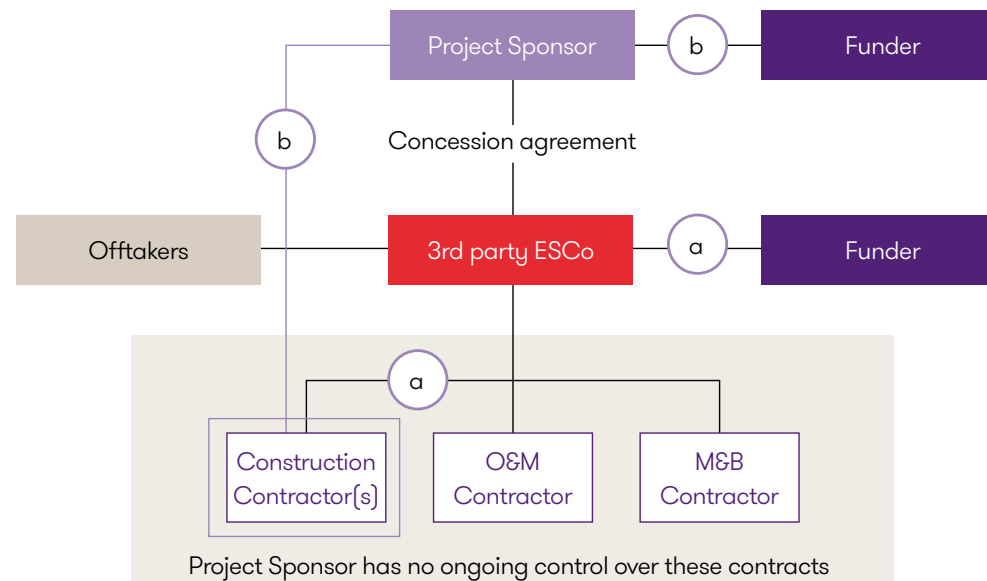 Project Sponsor
b
Funder
b
Concession agreement
Offtakers
3rd party ESCo
a
Funder
a
Construction
Contractor(s)
O&M
Contractor
M&B
Contractor
Project Sponsor has no ongoing control over these contracts